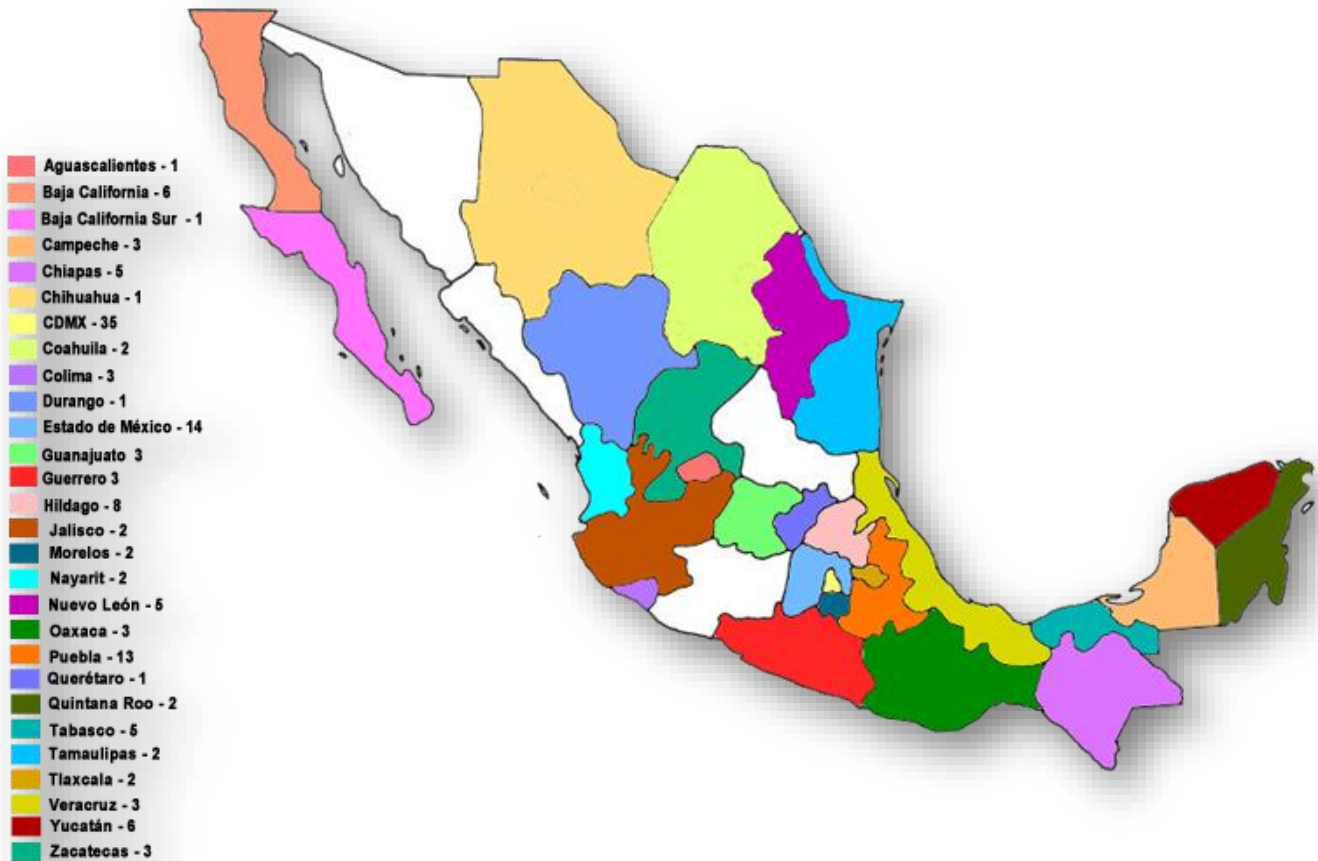 Aguascalientes - 1
Baja California - 6
Baja California Sur - 1
Campeche - 3
Chiapas - 5
Chihuahua - 1
CDMX - 35
Coahuila - 2
Colima - 3
Durango - 1
Estado de México - 14
Guanajuato 3
Guerrero 3
Hildago - 8
Jalisco - 2
Morelos - 2
Nayarit - 2
Nuevo León - 5
Oaxaca - 3
Puebla - 13
Querétaro - 1
Quintana Roo - 2
Tabasco - 5
Tamaulipas - 2
Tlaxcala - 2
Veracruz - 3
Yucatán - 6
Zacatecas - 3